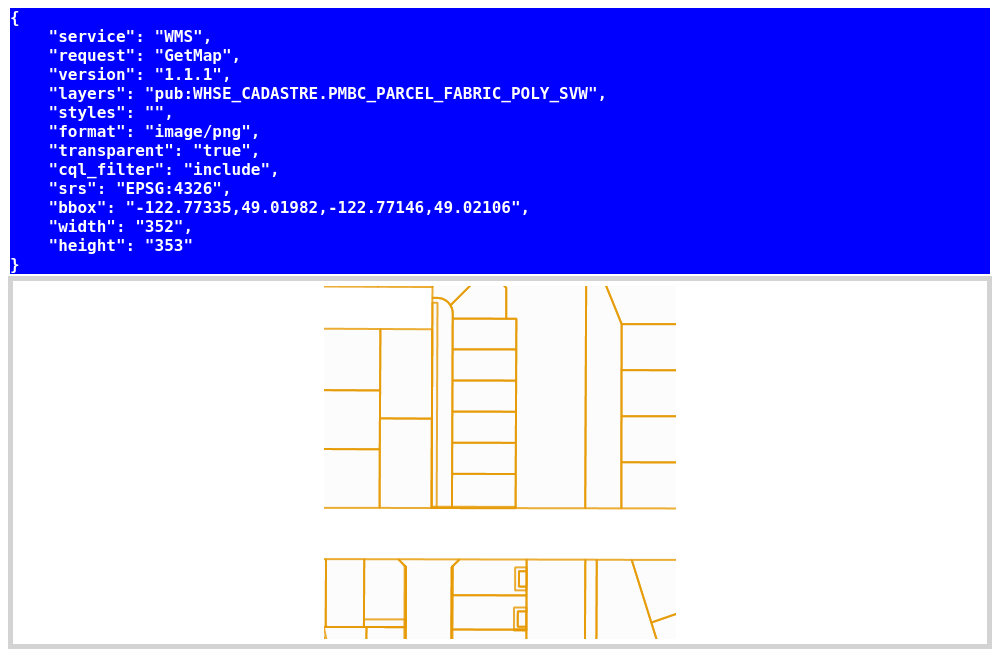 {
    "service": "WMS",
    "request": "GetMap",
    "version": "1.1.1",
    "layers": "pub:WHSE_CADASTRE.PMBC_PARCEL_FABRIC_POLY_SVW",
    "styles": "",
    "format": "image/png",
    "transparent": "true",
    "cql_filter": "include",
    "srs": "EPSG:4326",
    "bbox": "-122.77335,49.01982,-122.77146,49.02106",
    "width": "352",
    "height": "353"
}